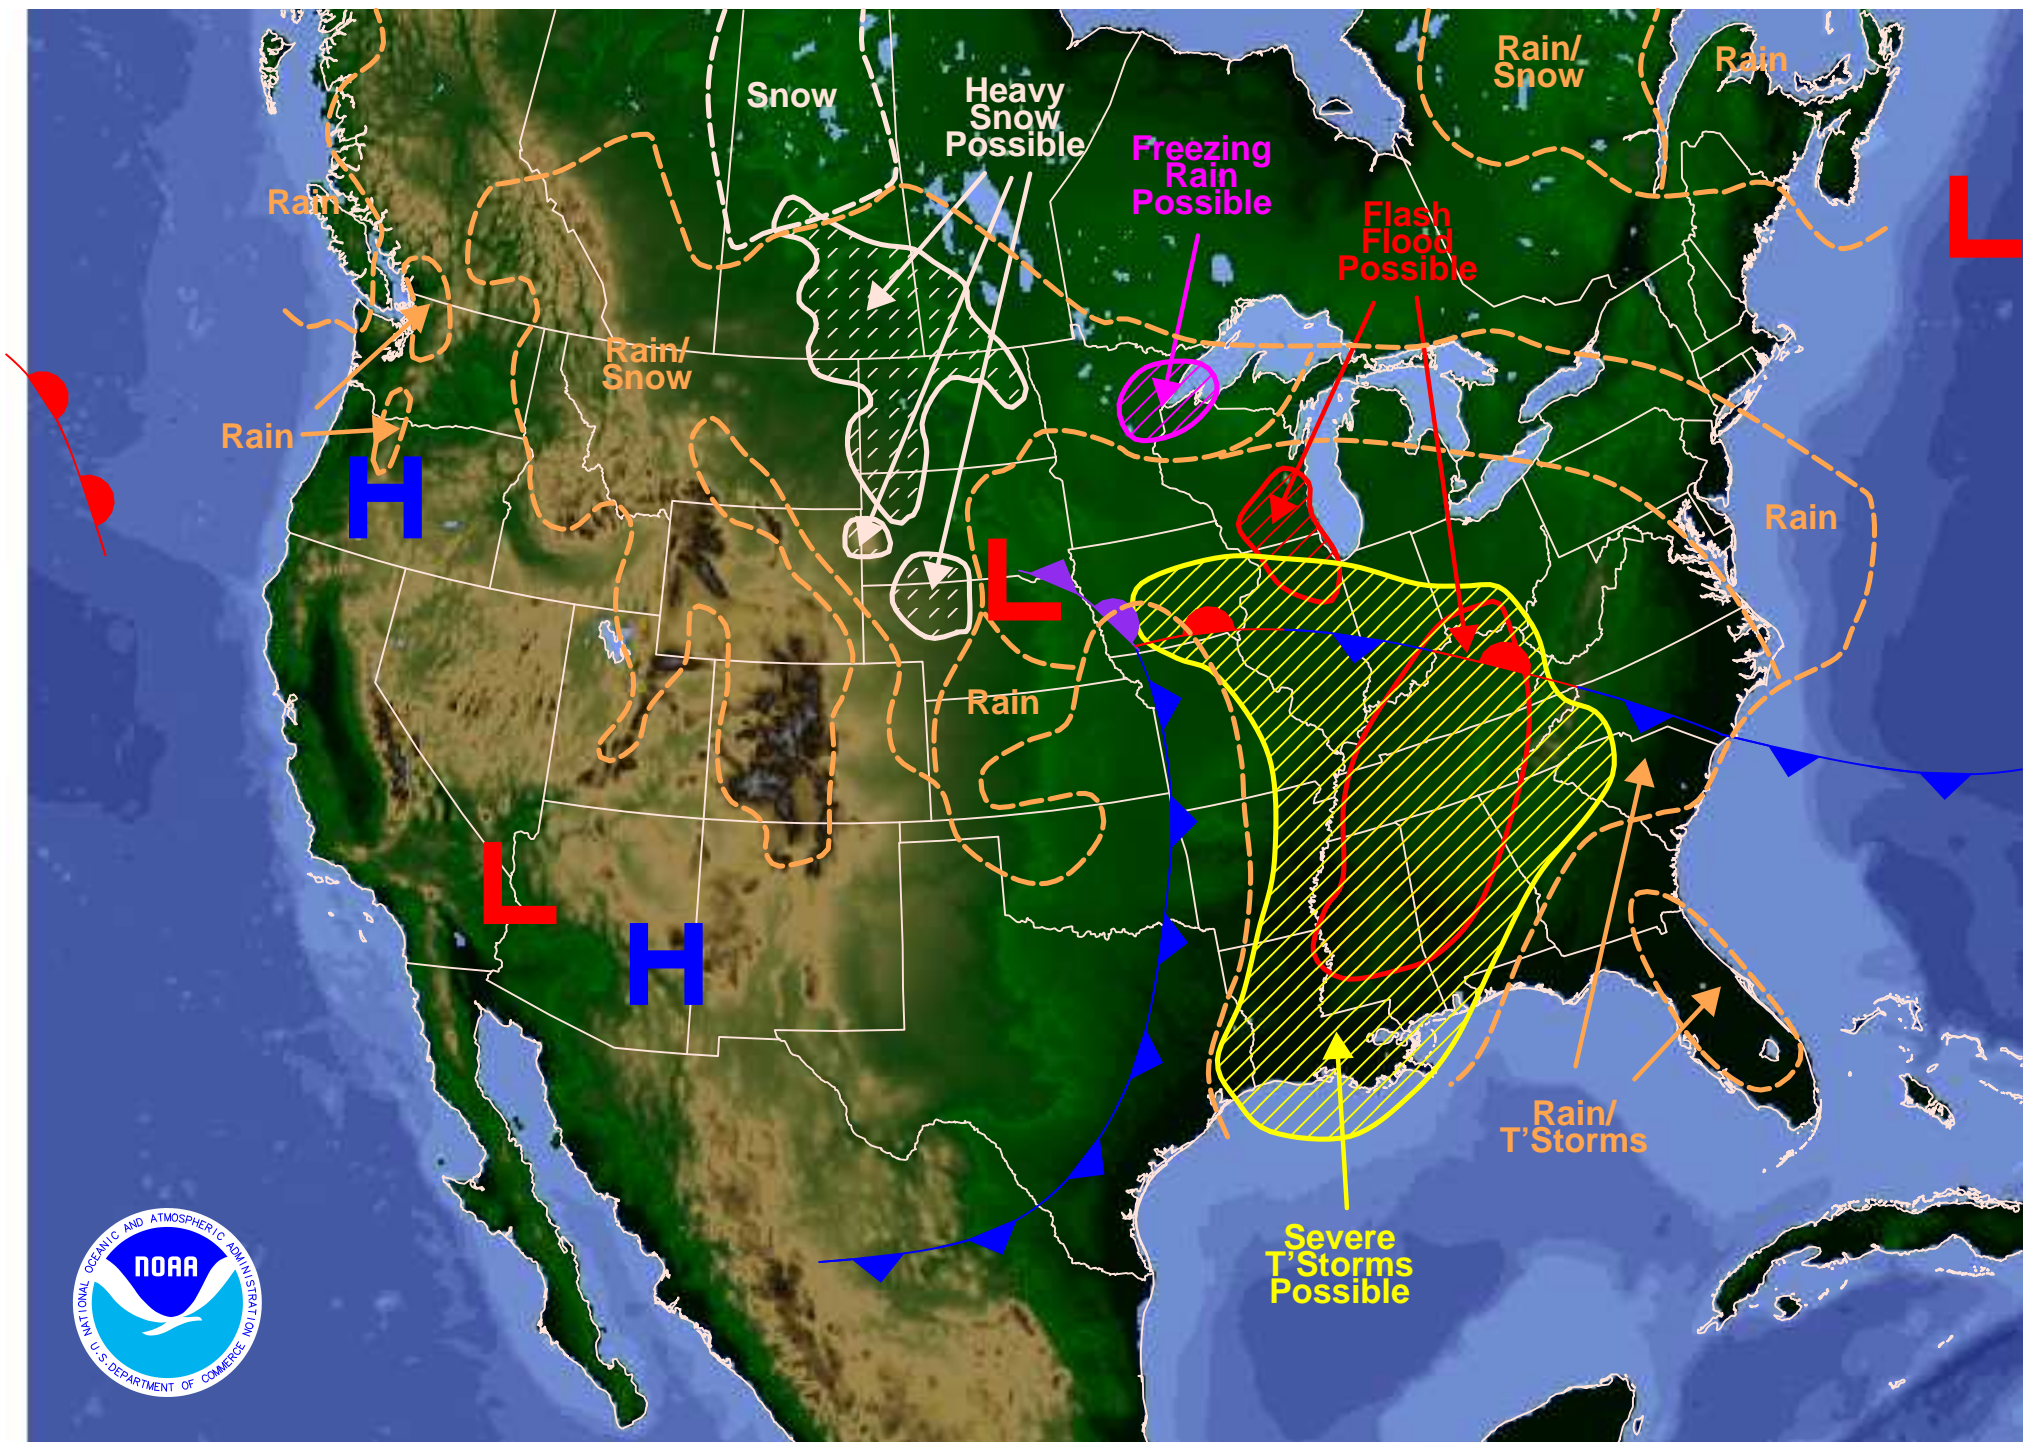 Snow
Heavy
Snow
Possible
Rain/
Snow
Rain
Freezing
Rain
Possible
Rain
Flash
Flood
Possible
L
Rain/
Snow
Rain
H
Rain
L
Rain
L
H
Rain/
T'Storms
Severe
T'Storms
Possible
NATIONAL OCEANIC AND ATMOSPHERIC ADMINISTRATION
NOAA
U.S. DEPARTMENT OF COMMERCE